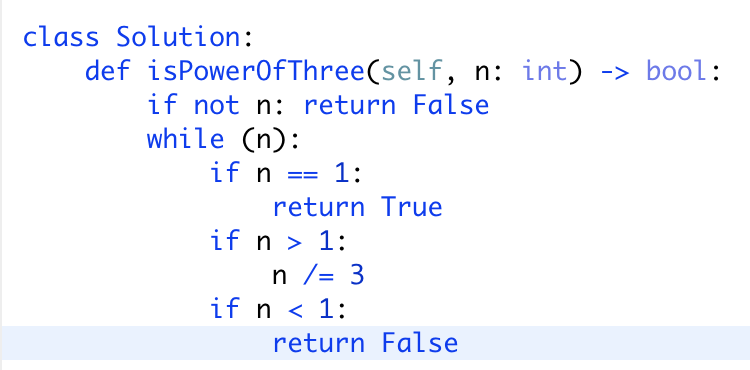 class Solution:
    def isPowerOfThree(self, n: int) -> bool:
        if not n: return False
        while (n):
            if n == 1:
                return True
            if n > 1:
                n /= 3
            if n < 1:
                return False